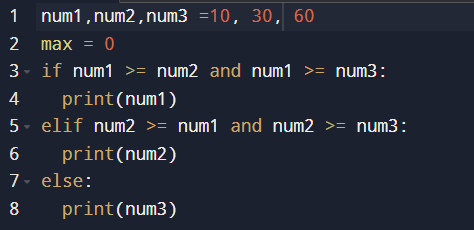 1 num1,num2,num3 =10, 30, 60
2 max = 0
3 if num1 >= num2 and num1 >= num3:
4   print(num1)
5 elif num2 >= num1 and num2 >= num3:
6   print(num2)
7 else:
8   print(num3)